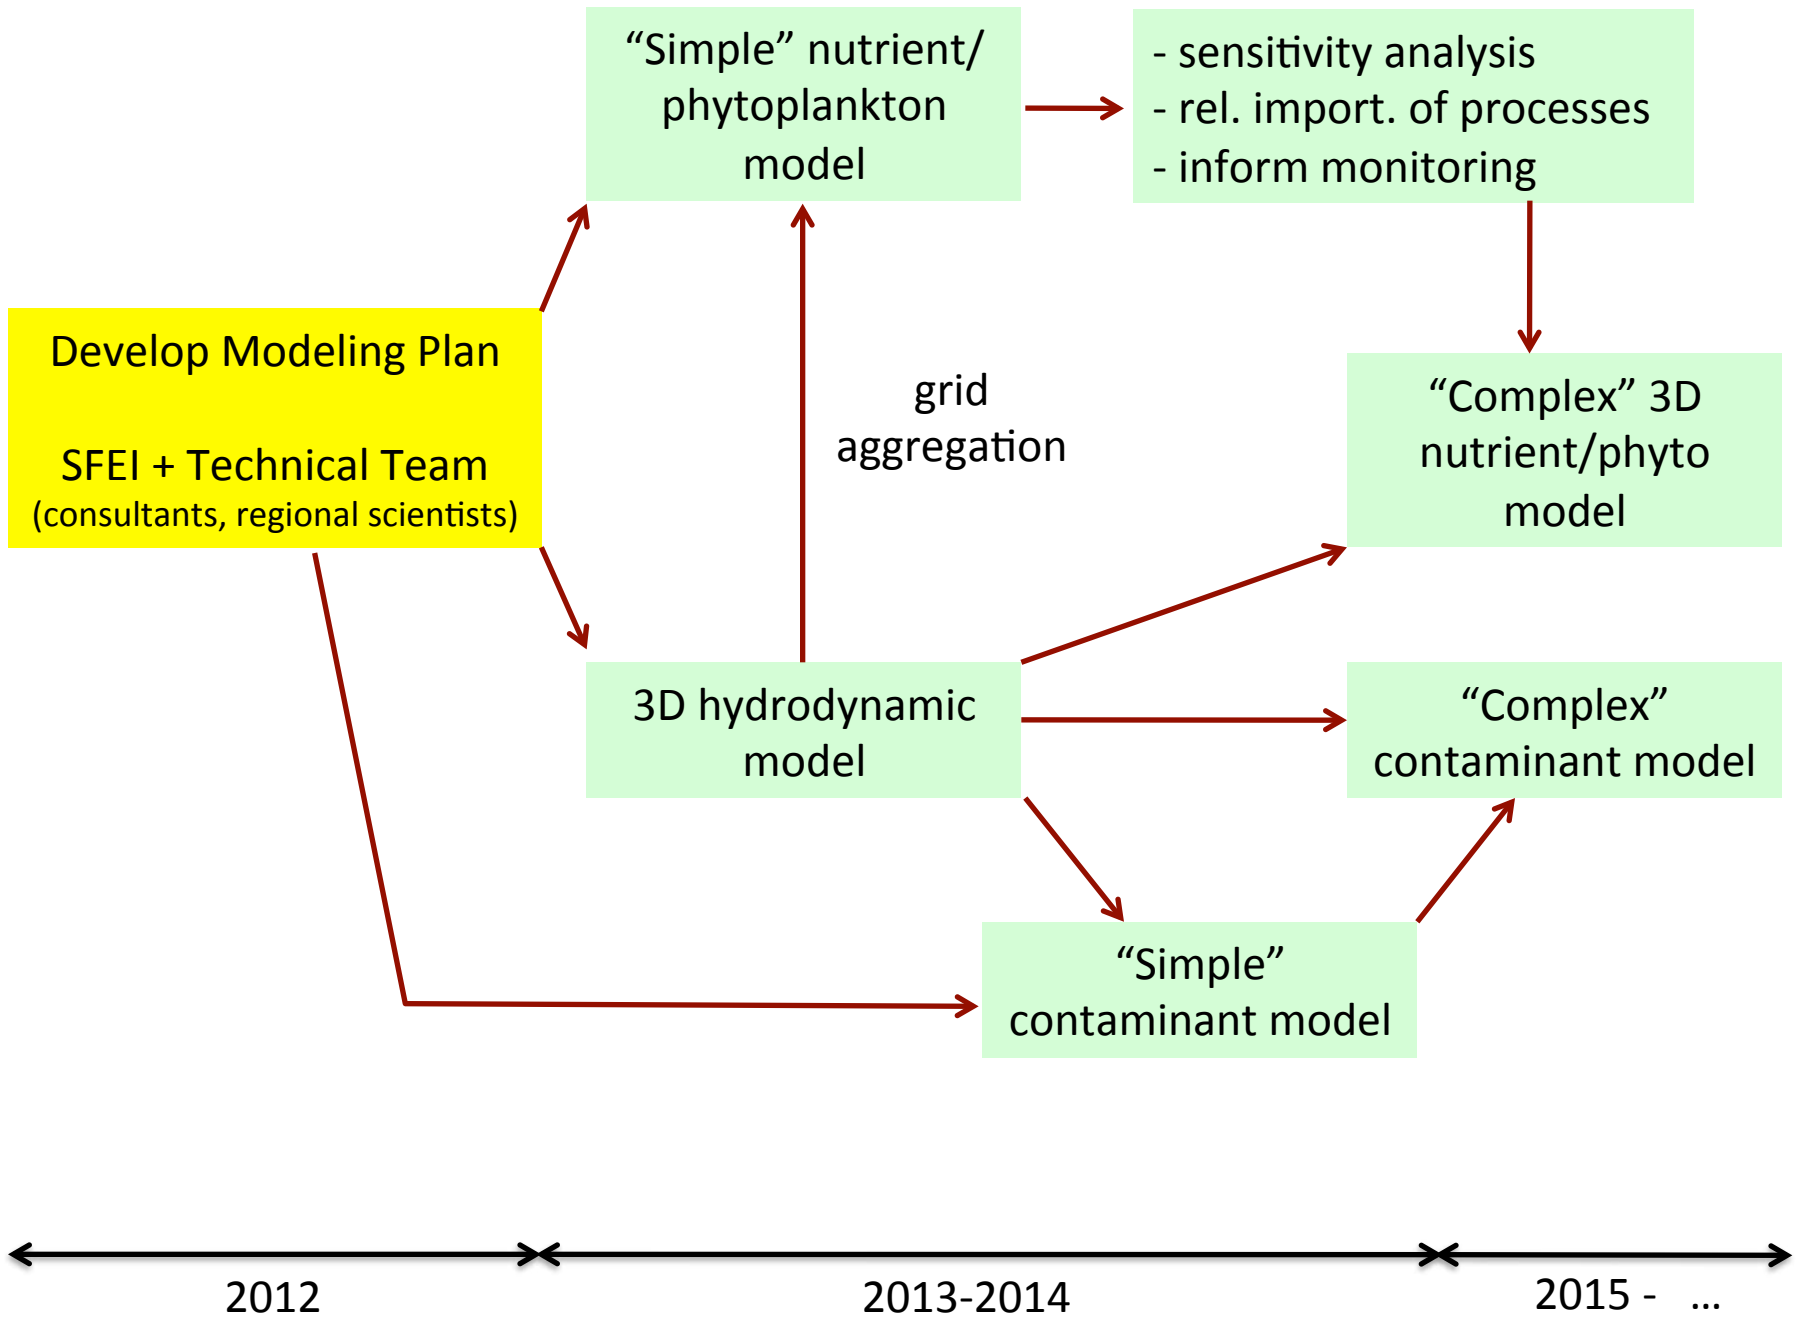 “Simple” nutrient/
phytoplankton
model
- sensitivity analysis
- rel. import. of processes
- inform monitoring
Develop Modeling Plan
SFEI + Technical Team
(consultants, regional scientists)
grid
aggregation
“Complex” 3D
nutrient/phyto
model
3D hydrodynamic
model
“Complex”
contaminant model
“Simple”
contaminant model
2012
2013-2014
2015 - ...